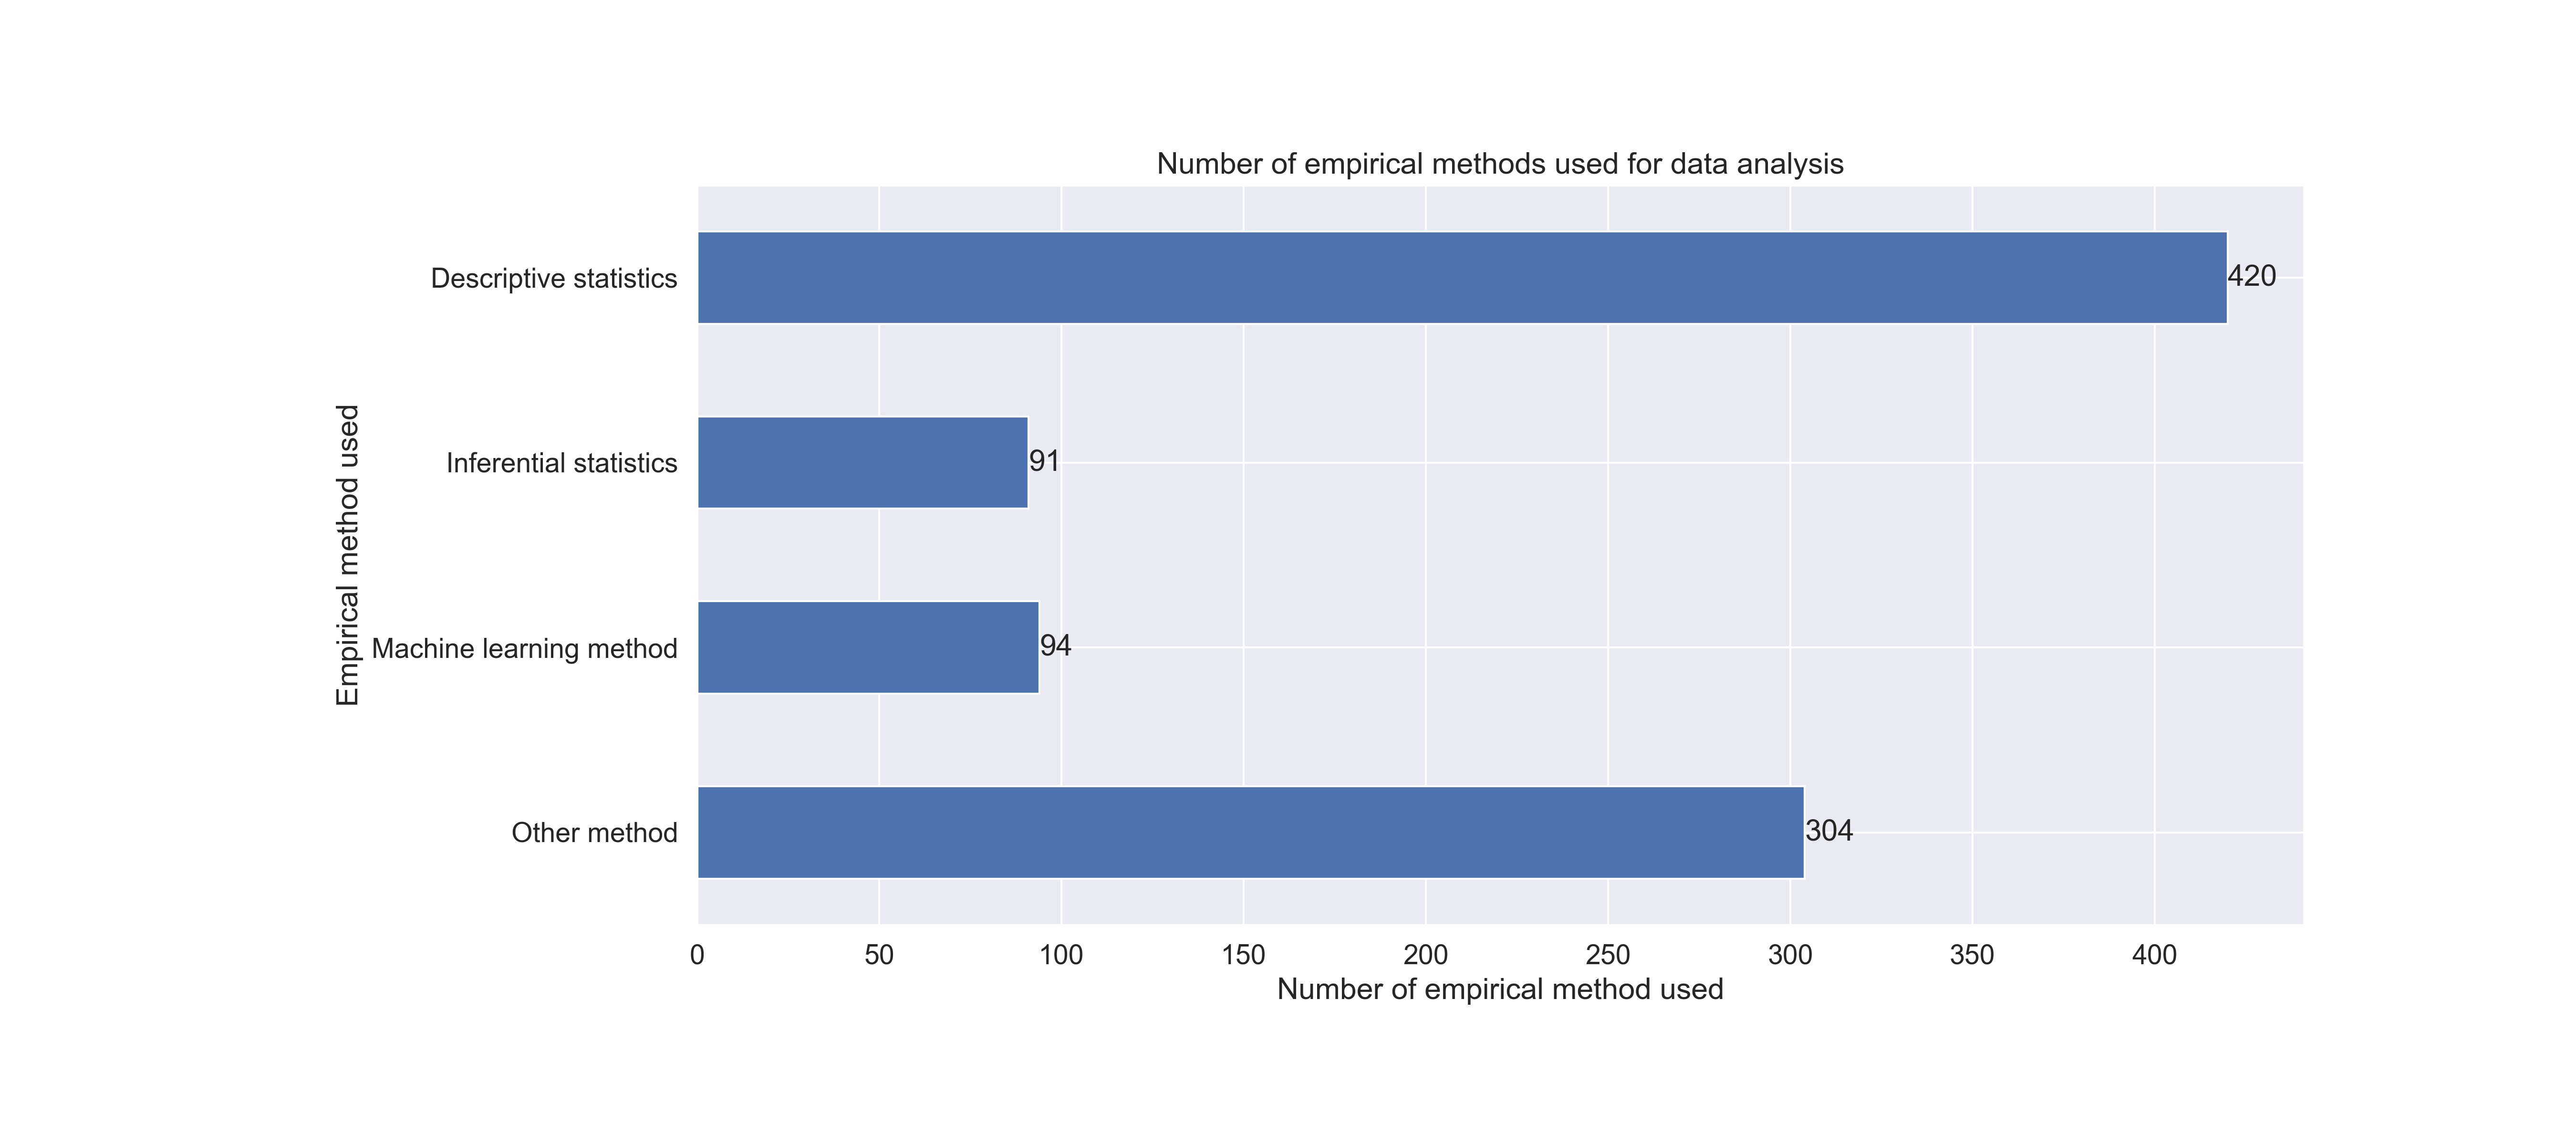 Number of empirical methods used for data analysis
Empirical method used
Descriptive statistics
420
Inferential statistics
91
Machine learning method
94
Other method
304
0 50 100 150 200 250 300 350 400
Number of empirical method used